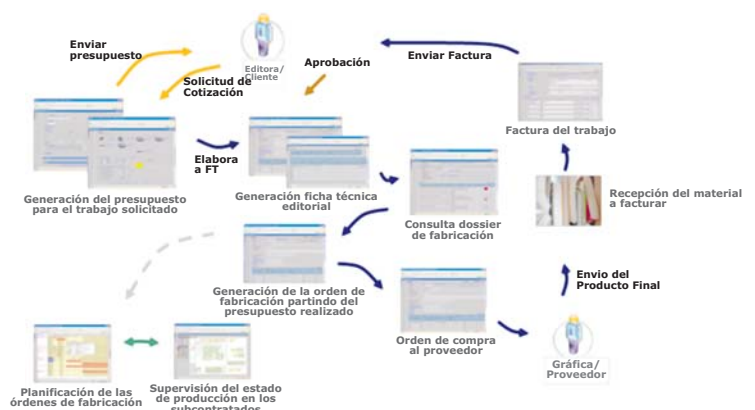 Enviar
presupuesto
Editora/
Cliente
Solicitud de
Cotización
Aprobación
Enviar Factura
Factura del trabajo
Elabora
a FT
Generación del presupuesto
para el trabajo solicitado
Generación ficha técnica
editorial
Consulta dossier
de fabricación
Recepción del material
a facturar
Generación de la orden de
fabricación partindo del
presupuesto realizado
Orden de compra
al proveedor
Envio del
Producto Final
Gráfica/
Proveedor
Planificación de las
órdenes de fabricación
Supervisión del estado
de producción en los
subcontratados